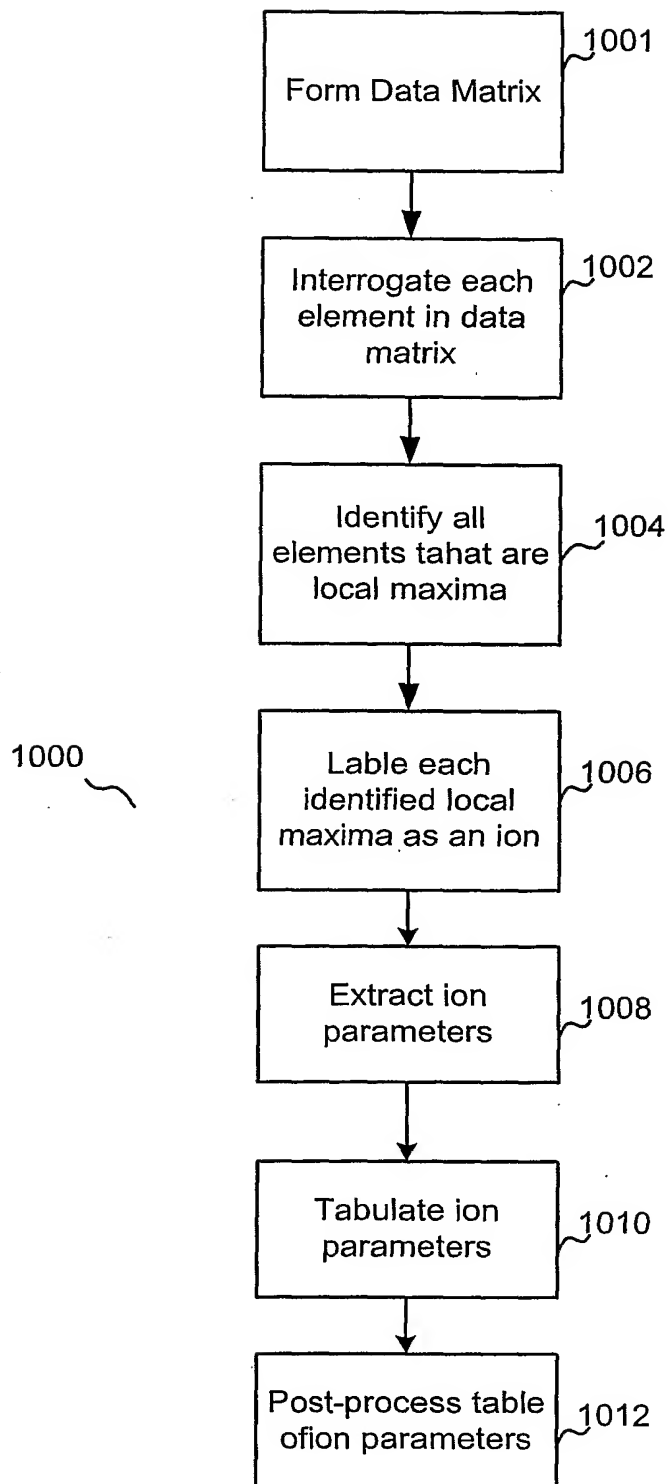 1001
Form Data Matrix
1002
Interrogate each
element in data
matrix
1004
Identify all
elements tahat are
local maxima
1000
1006
Lable each
identified local
maxima as an ion
Extract ion
parameters
1008
Tabulate ion
parameters
1010
Post-process table
ofion parameters
1012